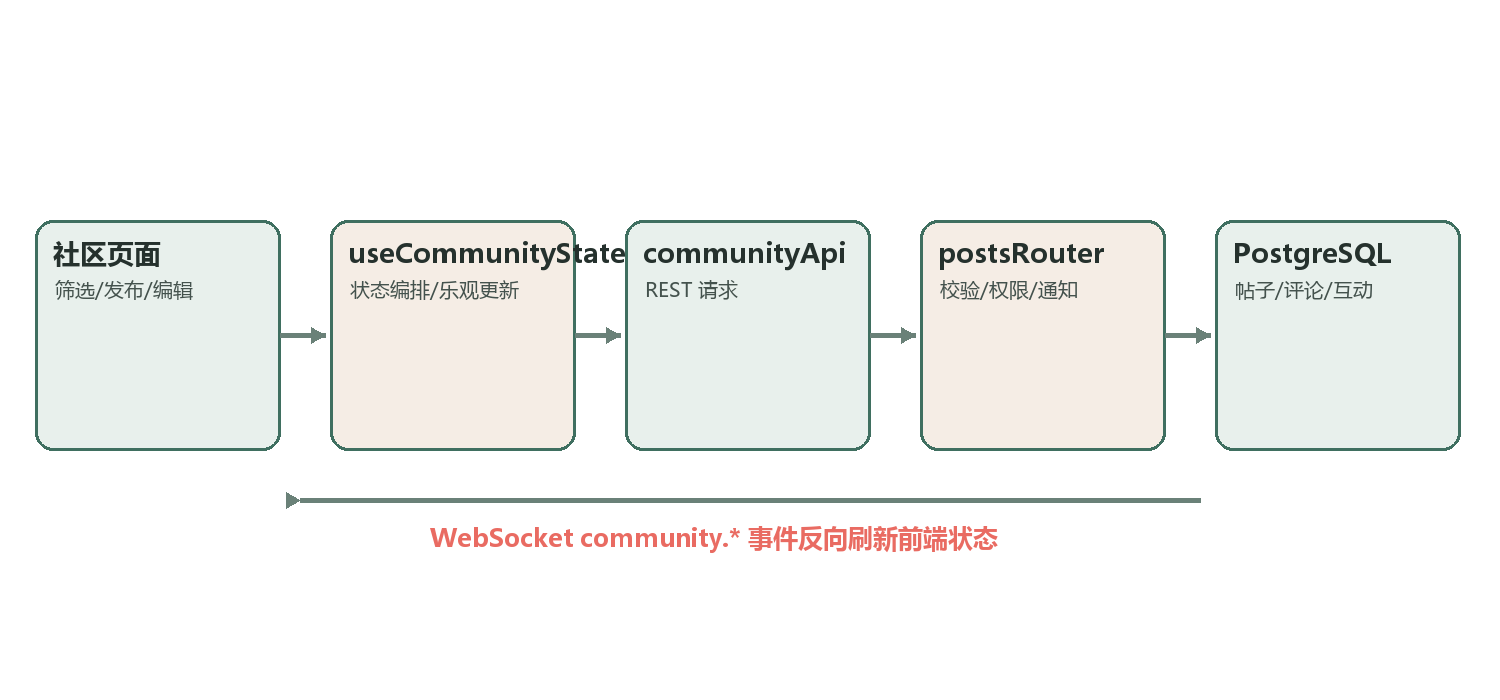 社区页面
筛选/发布/编辑
useCommunityState
状态编排/乐观更新
communityApi
REST 请求
postsRouter
校验/权限/通知
PostgreSQL
帖子/评论/互动
WebSocket community.* 事件反向刷新前端状态